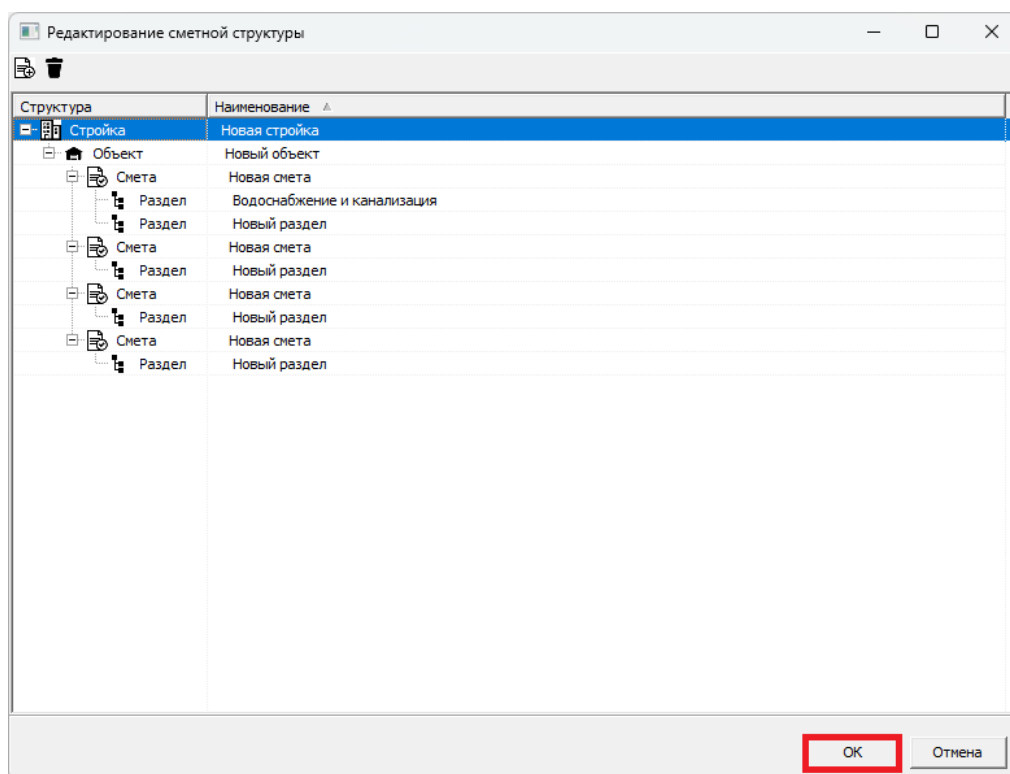 Редактирование сметной структуры
Структура Наименование
Стройка Новая стройка
Объект Новый объект
Смета Новая смета
Раздел Водоснабжение и канализация
Раздел Новый раздел
Смета Новая смета
Раздел Новый раздел
Смета Новая смета
Раздел Новый раздел
Смета Новая смета
Раздел Новый раздел
ОК Отмена